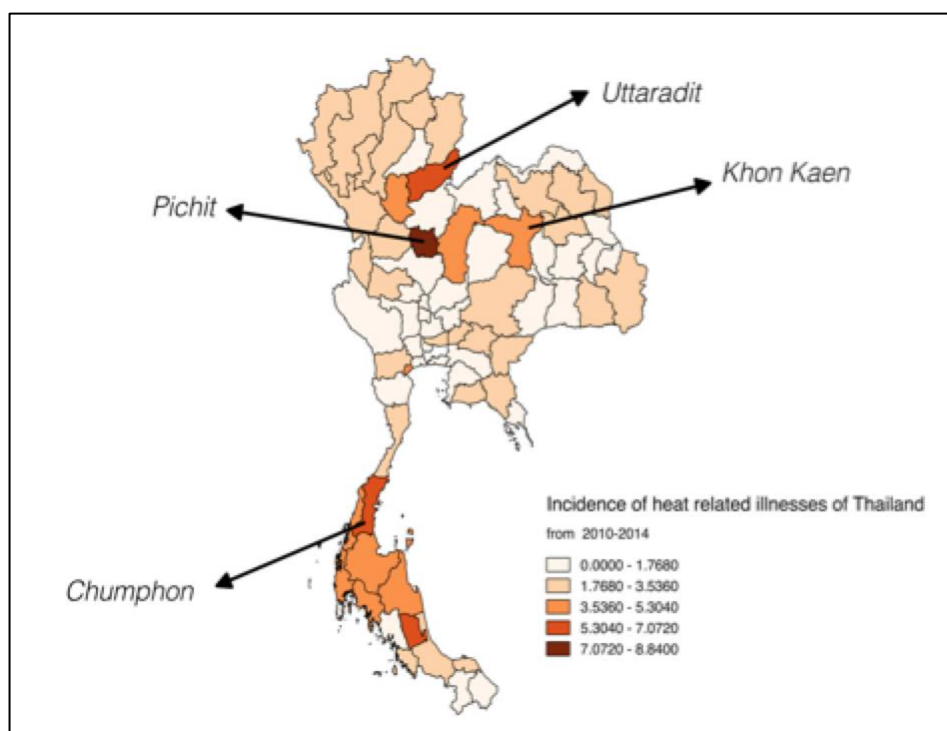 Uttaradit
Khon Kaen
Pichit
Chumphon
Incidence of heat related illnesses of Thailand
from 2010-2014
0.0000 - 1.7680
1.7680 - 3.5360
3.5360 - 5.3040
5.3040 - 7.0720
7.0720 - 8.8400